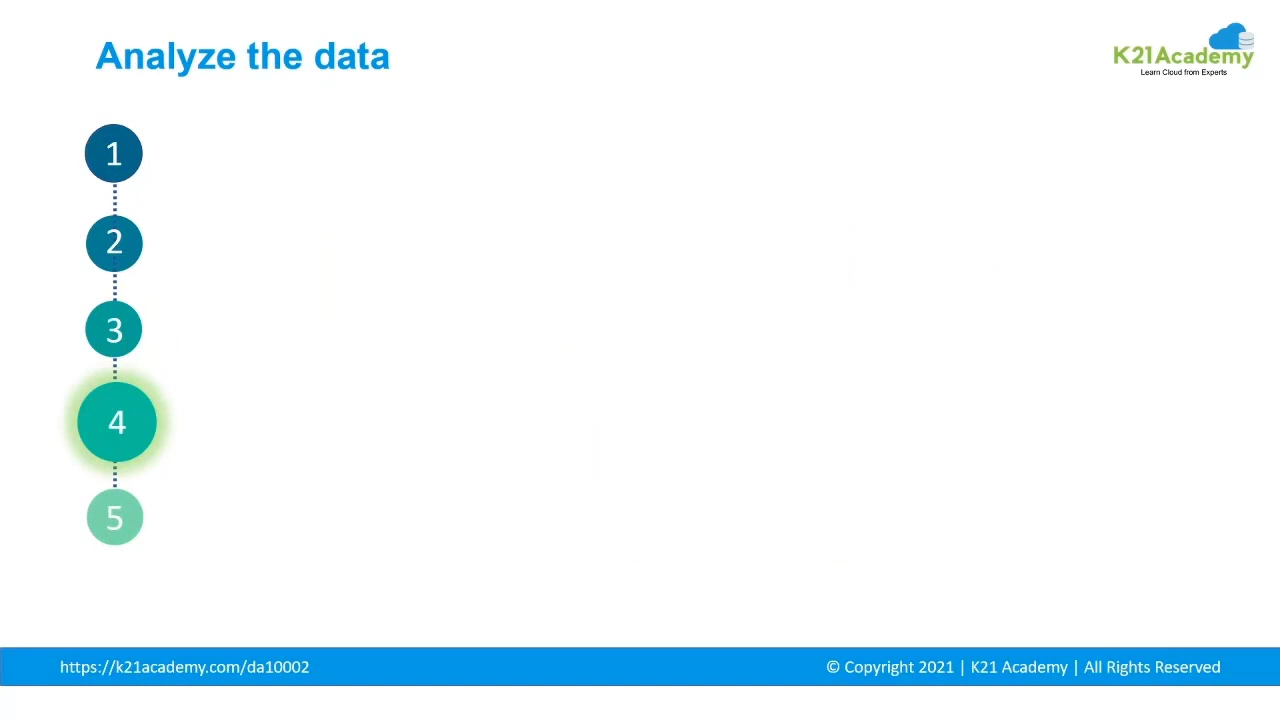 Analyze the data
K21Academy
Learn Cloud from Experts
1
2
3
4
5
https://k21academy.com/da10002
© Copyright 2021 | K21 Academy | All Rights Reserved